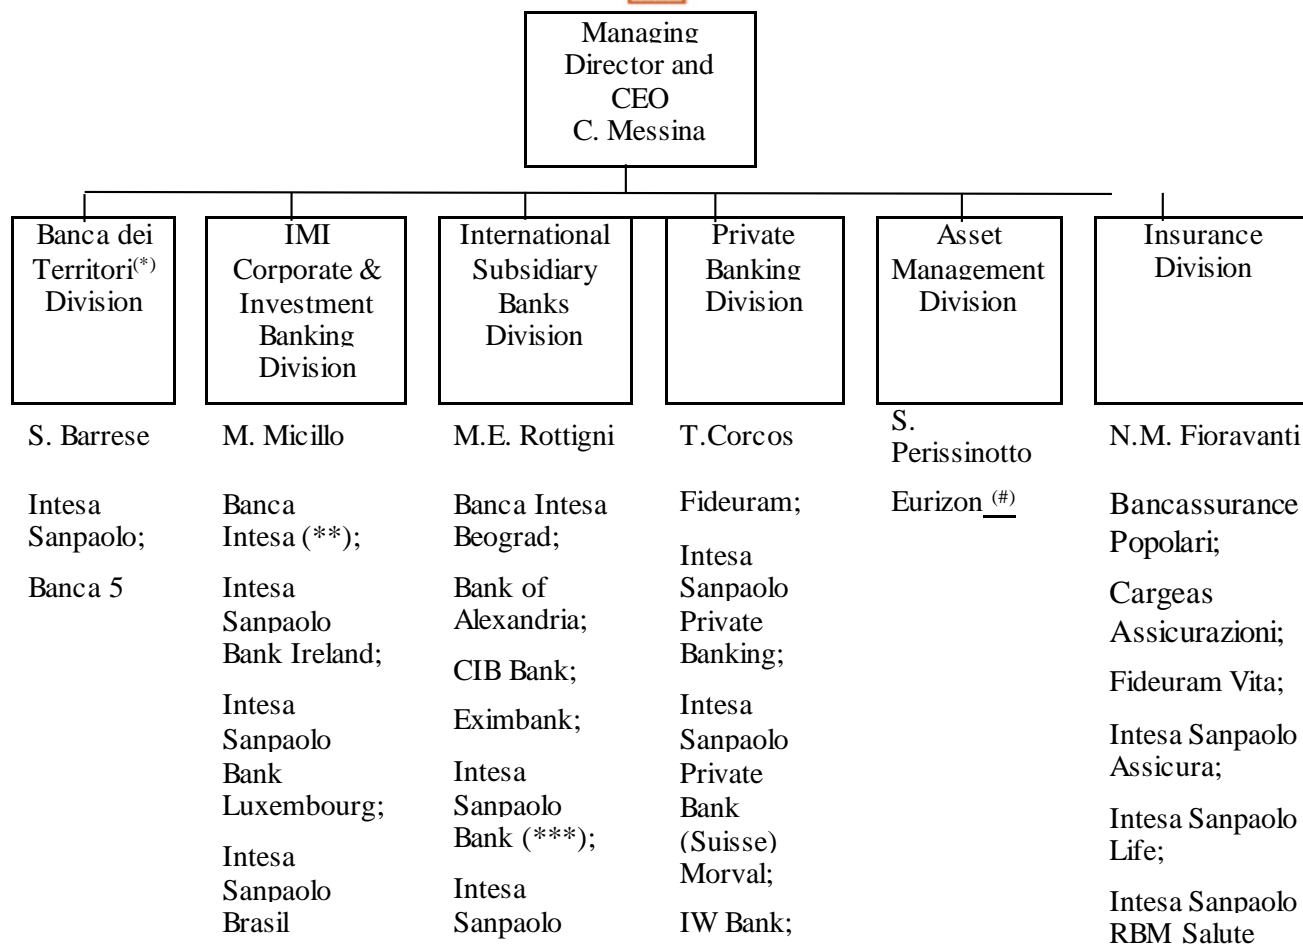 Managing
Director and
CEO
C. Messina
Banca dei
Territori(*)
Division
IMI
Corporate &
Investment
Banking
Division
International
Subsidiary
Banks
Division
Private
Banking
Division
Asset
Management
Division
Insurance
Division
S. Barrese
Intesa
Sanpaolo;
Banca 5
M. Micillo
Banca
Intesa (**);
Intesa
Sanpaolo
Bank Ireland;
Intesa
Sanpaolo
Bank
Luxembourg;
Intesa
Sanpaolo
Brasil
M.E. Rottigni
Banca Intesa
Beograd;
Bank of
Alexandria;
CIB Bank;
Eximbank;
Intesa
Sanpaolo
Bank (***);
Intesa
Sanpaolo
T.Corcos
Fideuram;
Intesa
Sanpaolo
Private
Banking;
Intesa
Sanpaolo
Private
Bank
(Suisse)
Morval;
IW Bank;
S.
Perissinotto
Eurizon (#)
N.M. Fioravanti
Bancassurance
Popolari;
Cargeas
Assicurazioni;
Fideuram Vita;
Intesa Sanpaolo
Assicura;
Intesa Sanpaolo
Life;
Intesa Sanpaolo
RBM Salute